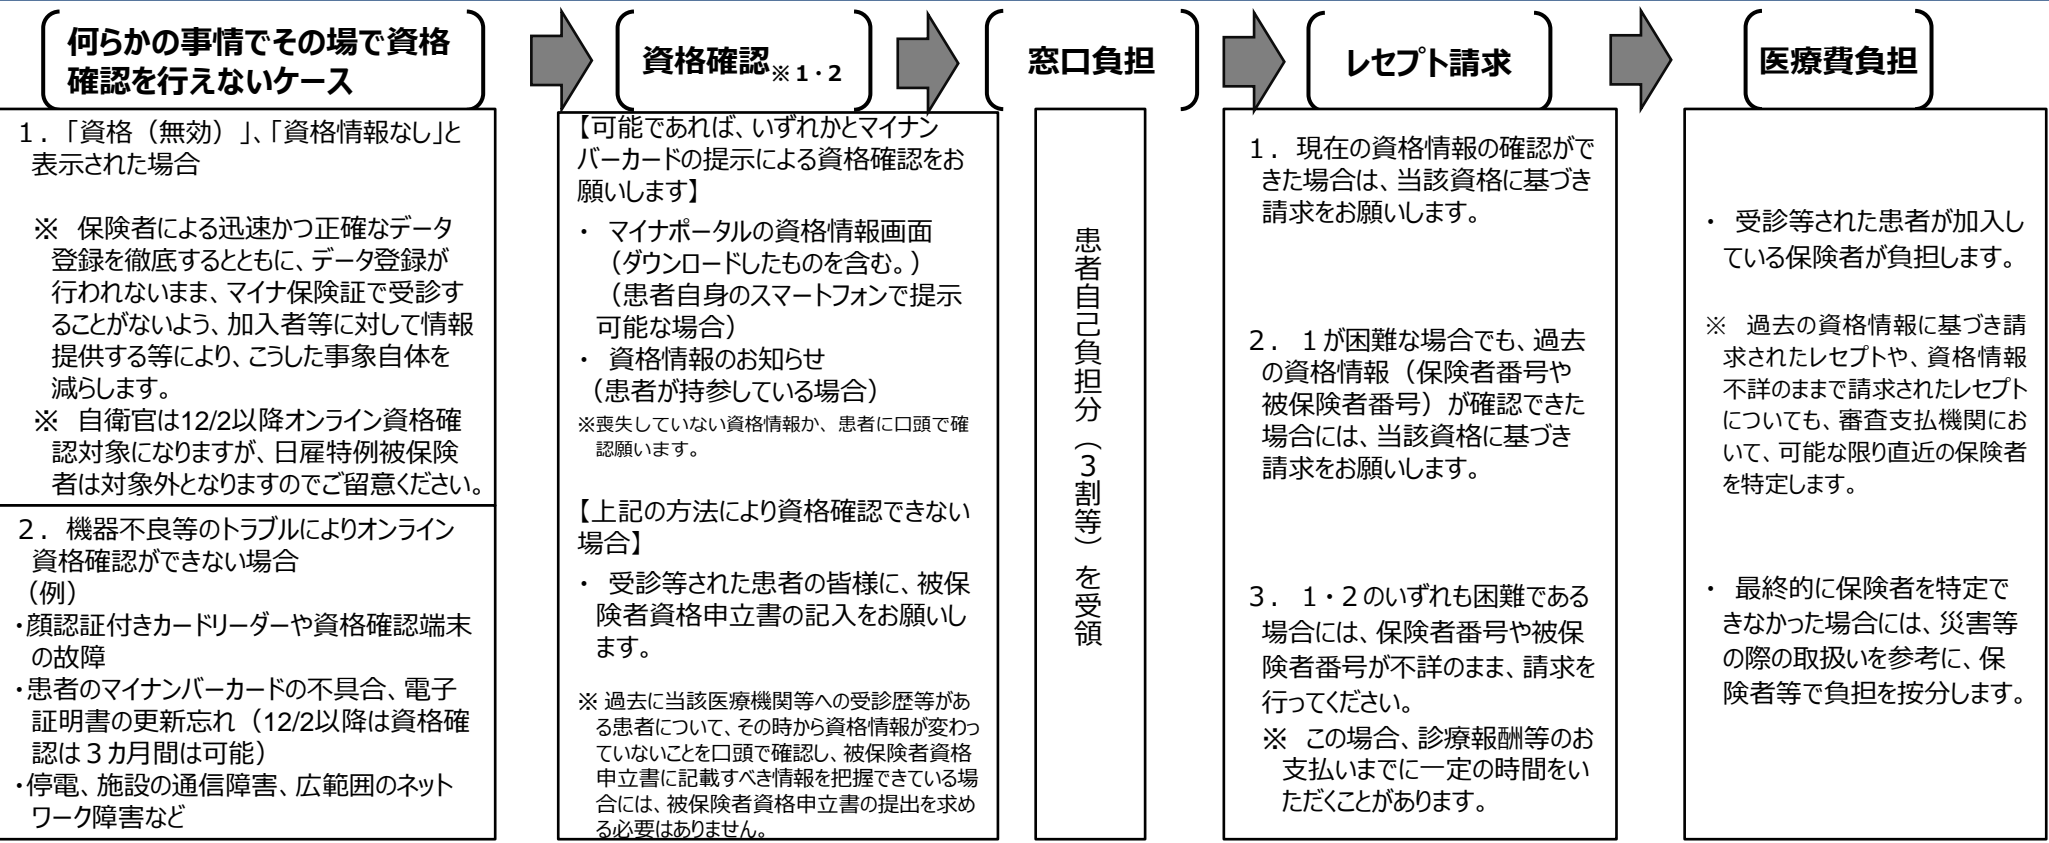 何らかの事情でその場で資格
確認を行えないケース
資格確認※１・２
窓口負担
レセプト請求
医療費負担
１．「資格（無効）」、「資格情報なし」と
表示された場合
※　保険者による迅速かつ正確なデータ
登録を徹底するとともに、データ登録が
行われないまま、マイナ保険証で受診す
ることがないよう、加入者等に対して情報
提供する等により、こうした事象自体を
減らします。
※　自衛官は12/2以降オンライン資格確
認対象になりますが、日雇特例被保険
者は対象外となりますのでご留意ください。
２．機器不良等のトラブルによりオンライン
資格確認ができない場合
（例）
・顔認証付きカードリーダーや資格確認端末
の故障
・患者のマイナンバーカードの不具合、電子
証明書の更新忘れ（12/2以降は資格確
認は３カ月間は可能）
・停電、施設の通信障害、広範囲のネット
ワーク障害など
【可能であれば、いずれかとマイナン
バーカードの提示による資格確認をお
願いします】
・　マイナポータルの資格情報画面
（ダウンロードしたものを含む。）
（患者自身のスマートフォンで提示
可能な場合）
・　資格情報のお知らせ
（患者が持参している場合）
※喪失していない資格情報か、患者に口頭で確
認願います。
【上記の方法により資格確認できない
場合】
・　受診等された患者の皆様に、被保
険者資格申立書の記入をお願いし
ます。
※ 過去に当該医療機関等への受診歴等があ
る患者について、その時から資格情報が変わっ
ていないことを口頭で確認し、被保険者資格
申立書に記載すべき情報を把握できている場
合には、被保険者資格申立書の提出を求め
る必要はありません。
患者自己負担分（３割等）を受領
１．現在の資格情報の確認がで
きた場合は、当該資格に基づき
請求をお願いします。
２．１が困難な場合でも、過去
の資格情報（保険者番号や
被保険者番号）が確認できた
場合には、当該資格に基づき
請求をお願いします。
３．１・２のいずれも困難である
場合には、保険者番号や被保
険者番号が不詳のまま、請求を
行ってください。
※　この場合、診療報酬等のお
支払いまでに一定の時間をい
ただくことがあります。
・　受診等された患者が加入し
ている保険者が負担します。
※　過去の資格情報に基づき請
求されたレセプトや、資格情報
不詳のままで請求されたレセプト
についても、審査支払機関にお
いて、可能な限り直近の保険者
を特定します。
・　最終的に保険者を特定で
きなかった場合には、災害等
の際の取扱いを参考に、保
険者等で負担を按分します。